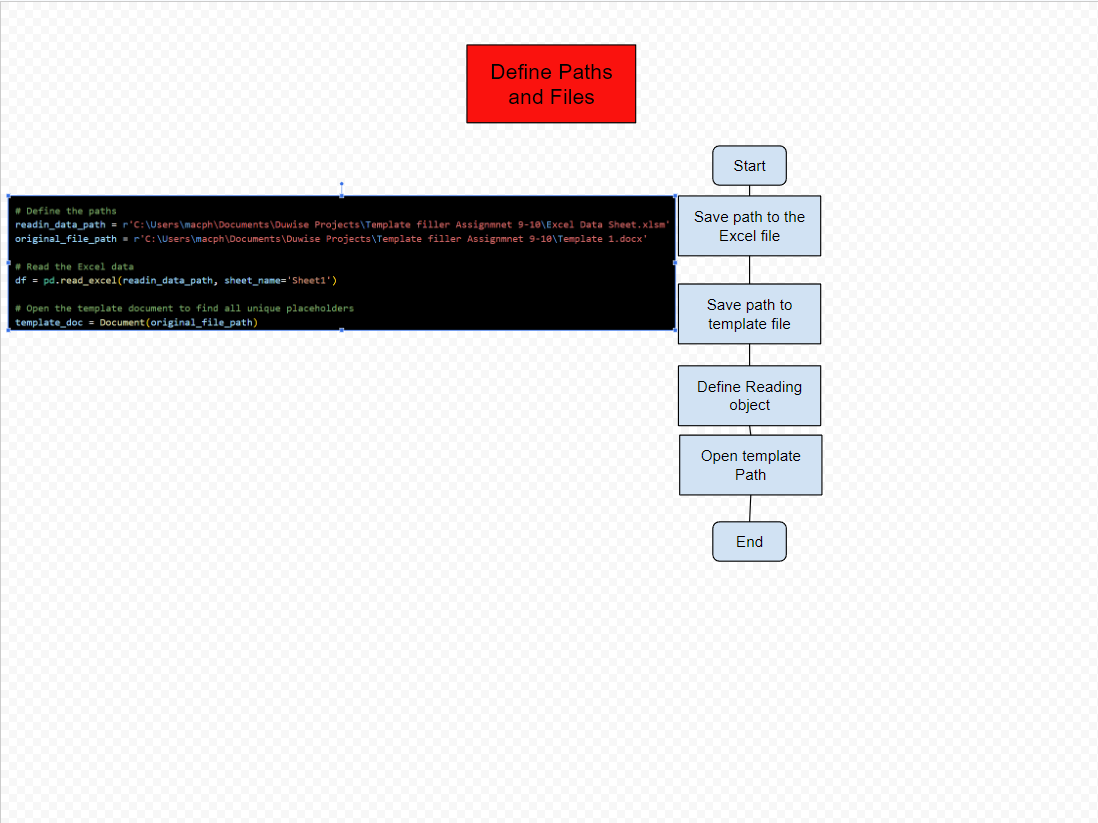 Define Paths
and Files
# Define the paths
readin_data_path = r'C:\Users\macph\Documents\Duwise Projects\Template filler Assignmnet 9-10\Excel Data Sheet.xlsm'
original_file_path = r'C:\Users\macph\Documents\Duwise Projects\Template filler Assignmnet 9-10\Template 1.docx'
# Read the Excel data
df = pd.read_excel(readin_data_path, sheet_name='Sheet1')
# Open the template document to find all unique placeholders
template_doc = Document(original_file_path)
Start
Save path to the
Excel file
Save path to
template file
Define Reading
object
Open template
Path
End